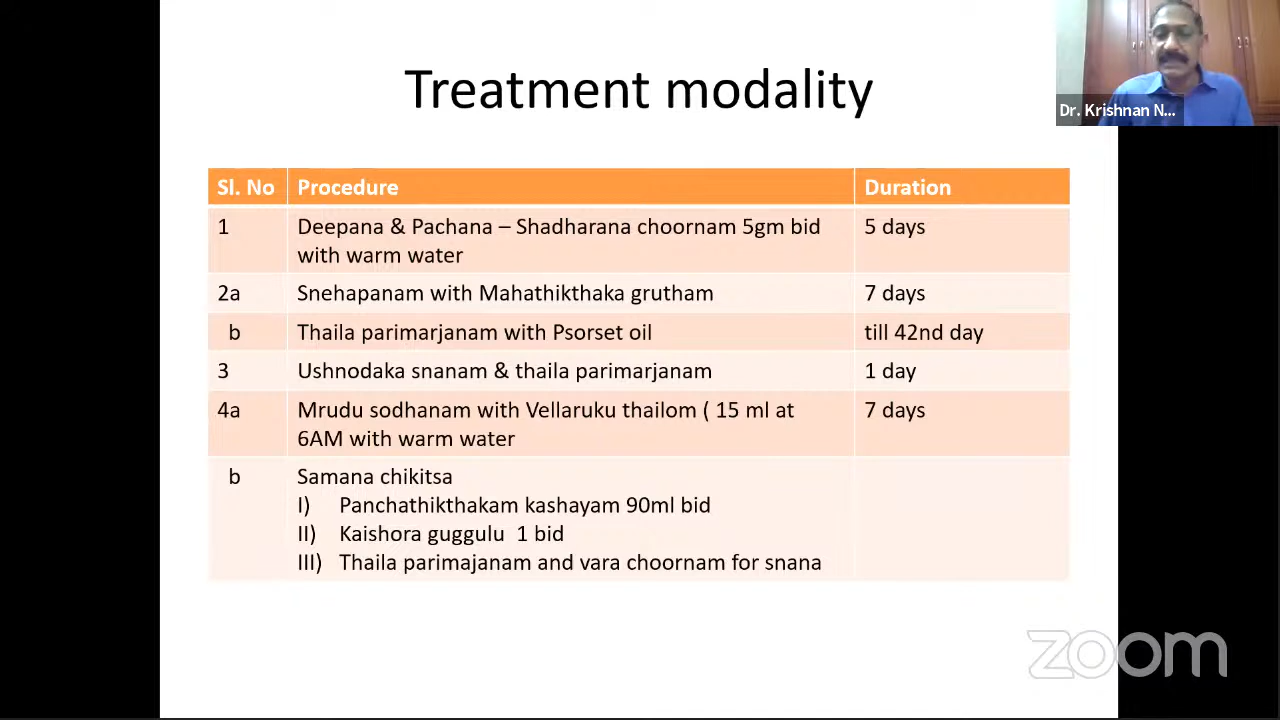 Treatment modality
Dr. Krishnan N...
Sl. No Procedure Duration
1 Deepana & Pachana – Shadharana choornam 5gm bid 5 days
with warm water
2a Snehapanam with Mahathikthaka grutham 7 days
b Thaila parimarjanam with Psorset oil till 42nd day
3 Ushnodaka snanam & thaila parimarjanam 1 day
4a Mrudu sodhanam with Vellaruku thailom ( 15 ml at 7 days
6AM with warm water
b Samana chikitsa
I) Panchathikthakam kashayam 90ml bid
II) Kaishora guggulu 1 bid
III) Thaila parimajanam and vara choornam for snana
zoom